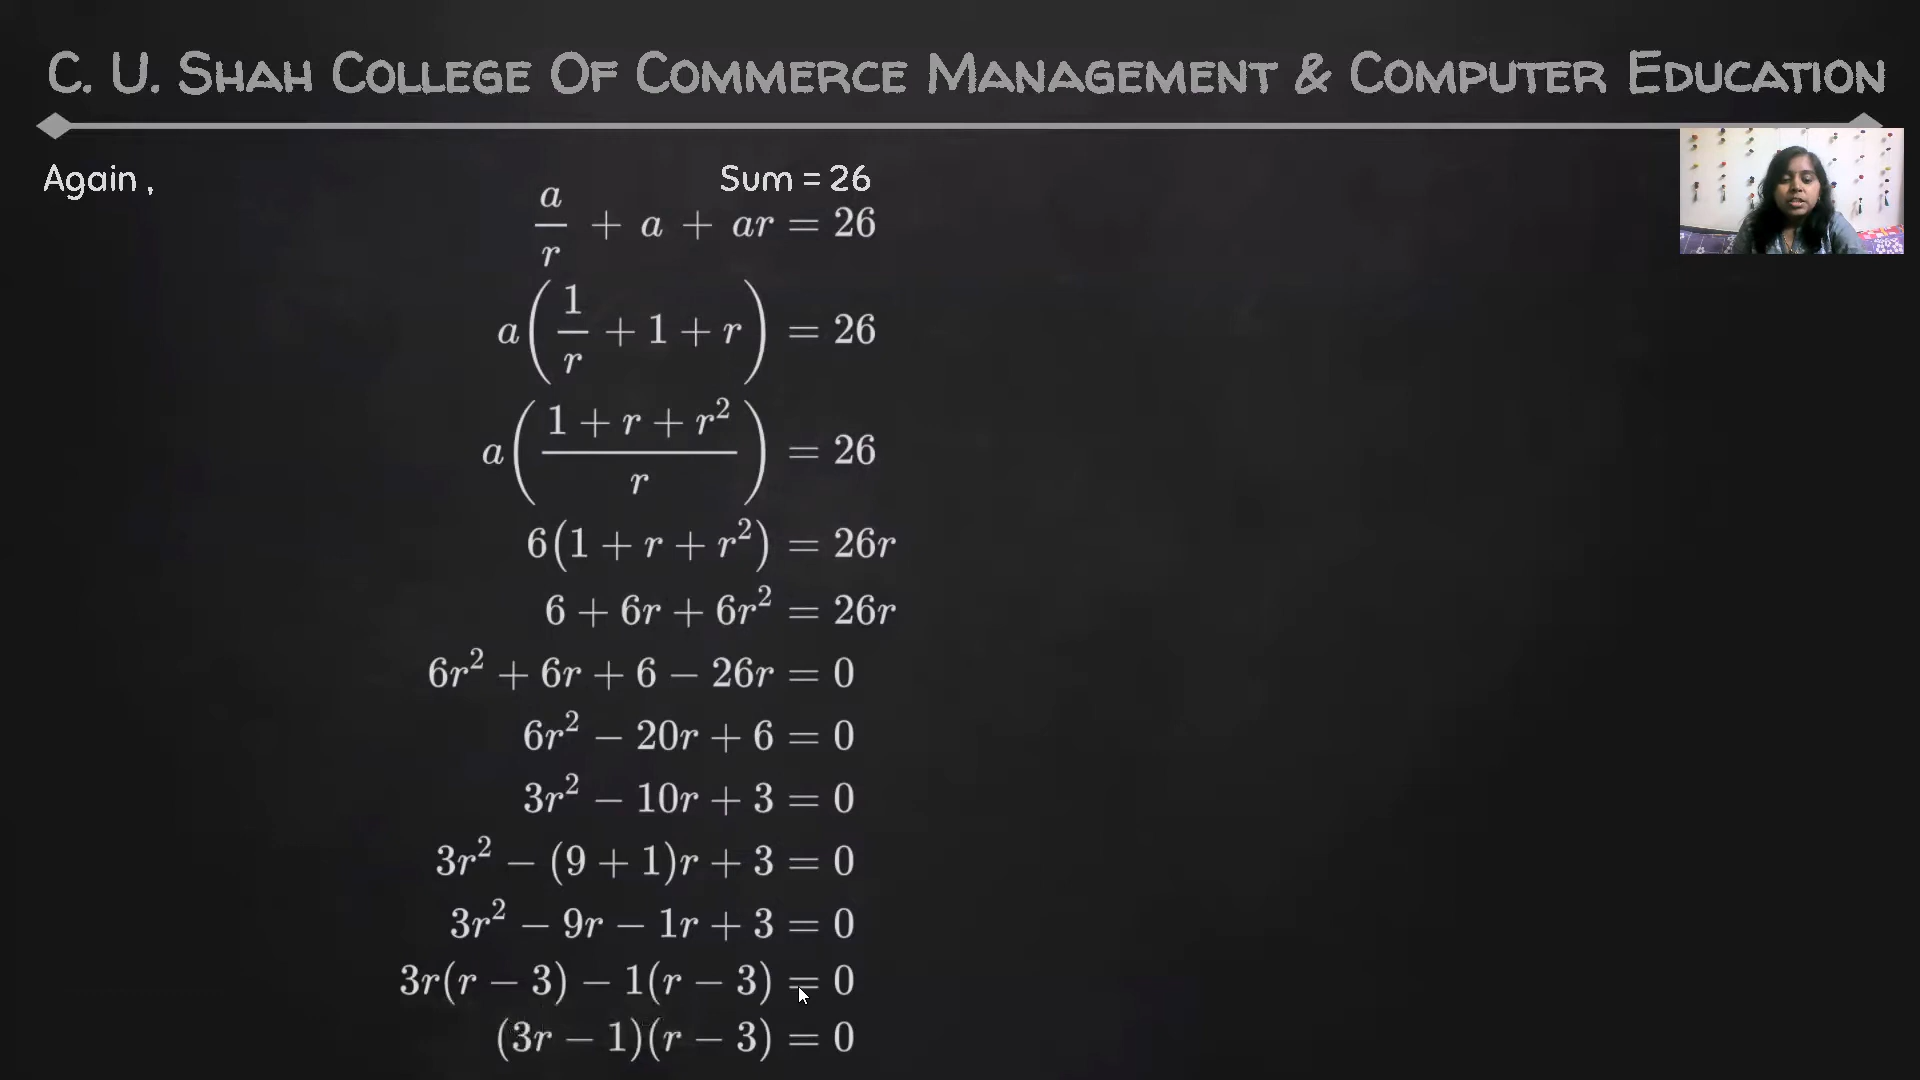 C. U. SHAH COLLEGE OF COMMERCE MANAGEMENT & COMPUTER EDUCATION
Again ,
Sum = 26
a/r + a + ar = 26
a(1/r + 1 + r) = 26
a((1 + r + r²)/r) = 26
6(1 + r + r²) = 26r
6 + 6r + 6r² = 26r
6r² + 6r + 6 − 26r = 0
6r² − 20r + 6 = 0
3r² − 10r + 3 = 0
3r² − (9 + 1)r + 3 = 0
3r² − 9r − 1r + 3 = 0
3r(r − 3) − 1(r − 3) = 0
(3r − 1)(r − 3) = 0